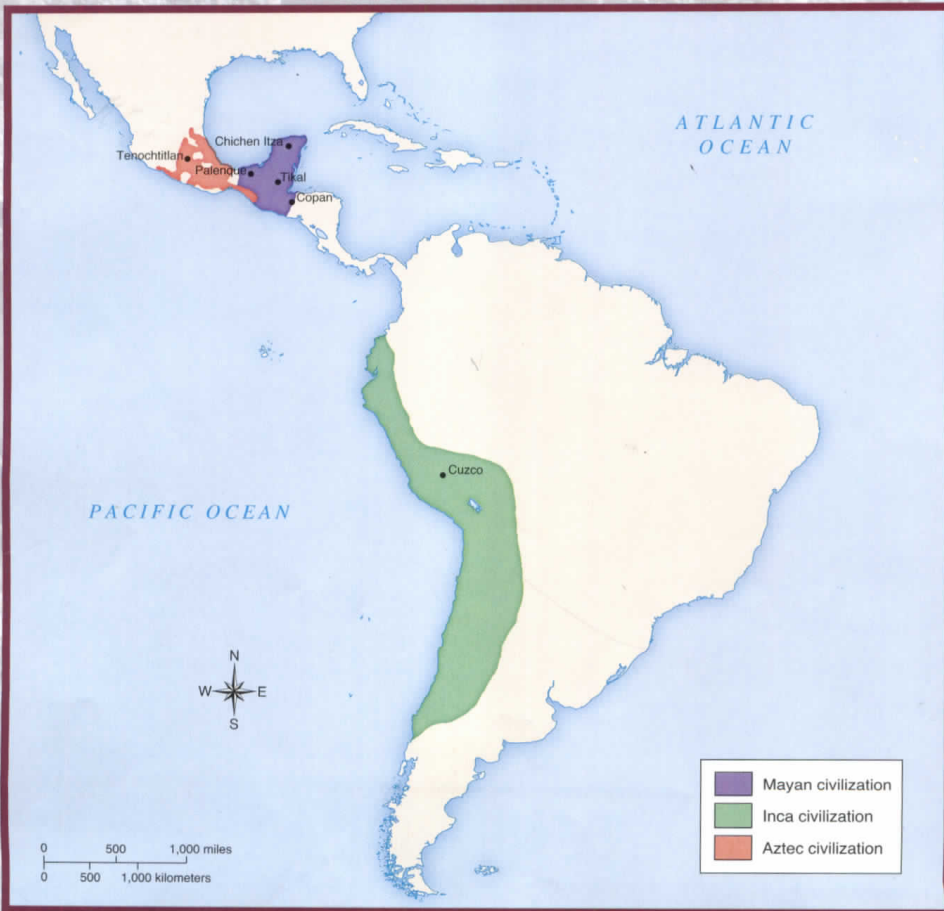 ATLANTIC
OCEAN
Chichen Itza
Tenochtitlan
Palenque
Tikal
Copan
Cuzco
PACIFIC OCEAN
N
W E
S
Mayan civilization
Inca civilization
Aztec civilization
0 500 1,000 miles
0 500 1,000 kilometers